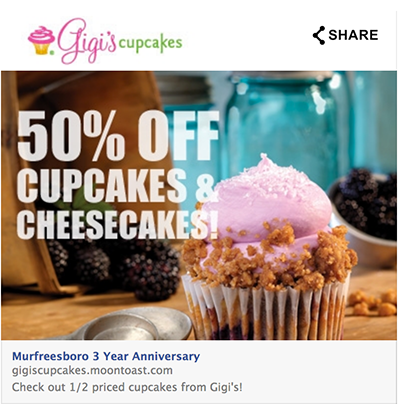 Gigi's cupcakes
SHARE
50% OFF
CUPCAKES &
CHEESECAKES!
Murfreesboro 3 Year Anniversary
gigiscupcakes.moontoast.com
Check out 1/2 priced cupcakes from Gigi's!